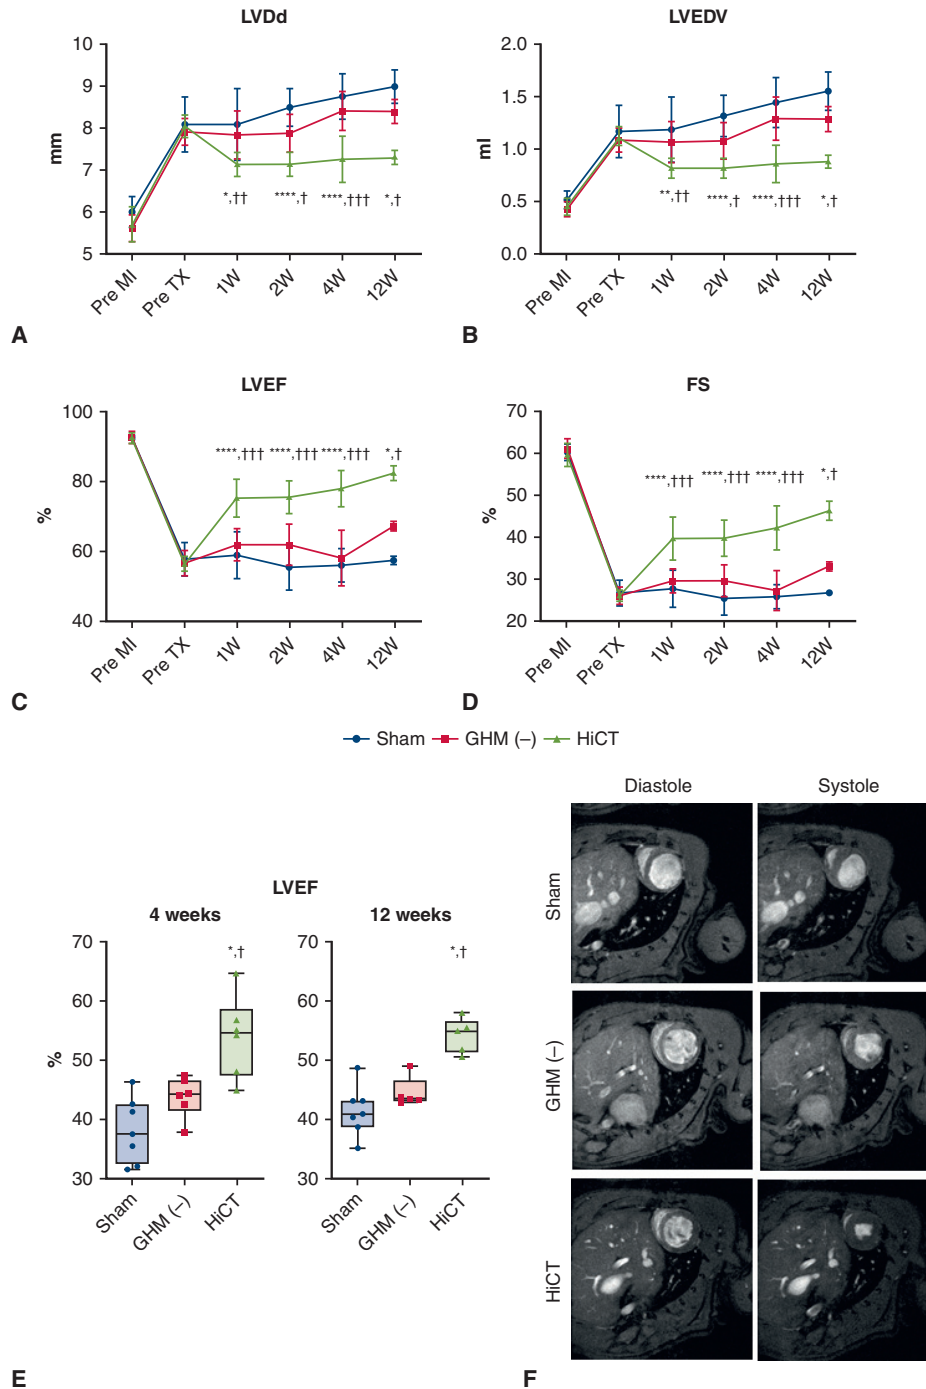 LVDd
10
9
8
7
6
5
mm
*,††
****,†
****,†††
*,†
Pre MI
Pre TX
1W
2W
4W
12W
A
LVEDV
2.0
1.5
1.0
0.5
0.0
ml
**,††
****,†
****,†††
*,†
Pre MI
Pre TX
1W
2W
4W
12W
B
LVEF
100
80
60
40
%
****,†††
****,†††
****,†††
*,†
Pre MI
Pre TX
1W
2W
4W
12W
C
FS
70
60
50
40
30
20
%
****,†††
****,†††
****,†††
*,†
Pre MI
Pre TX
1W
2W
4W
12W
D
Sham GHM (–) HiCT
LVEF
4 weeks
70
60
50
40
30
%
*,†
Sham
GHM (–)
HiCT
12 weeks
70
60
50
40
30
*,†
Sham
GHM (–)
HiCT
E
Diastole
Systole
Sham
GHM (–)
HiCT
F